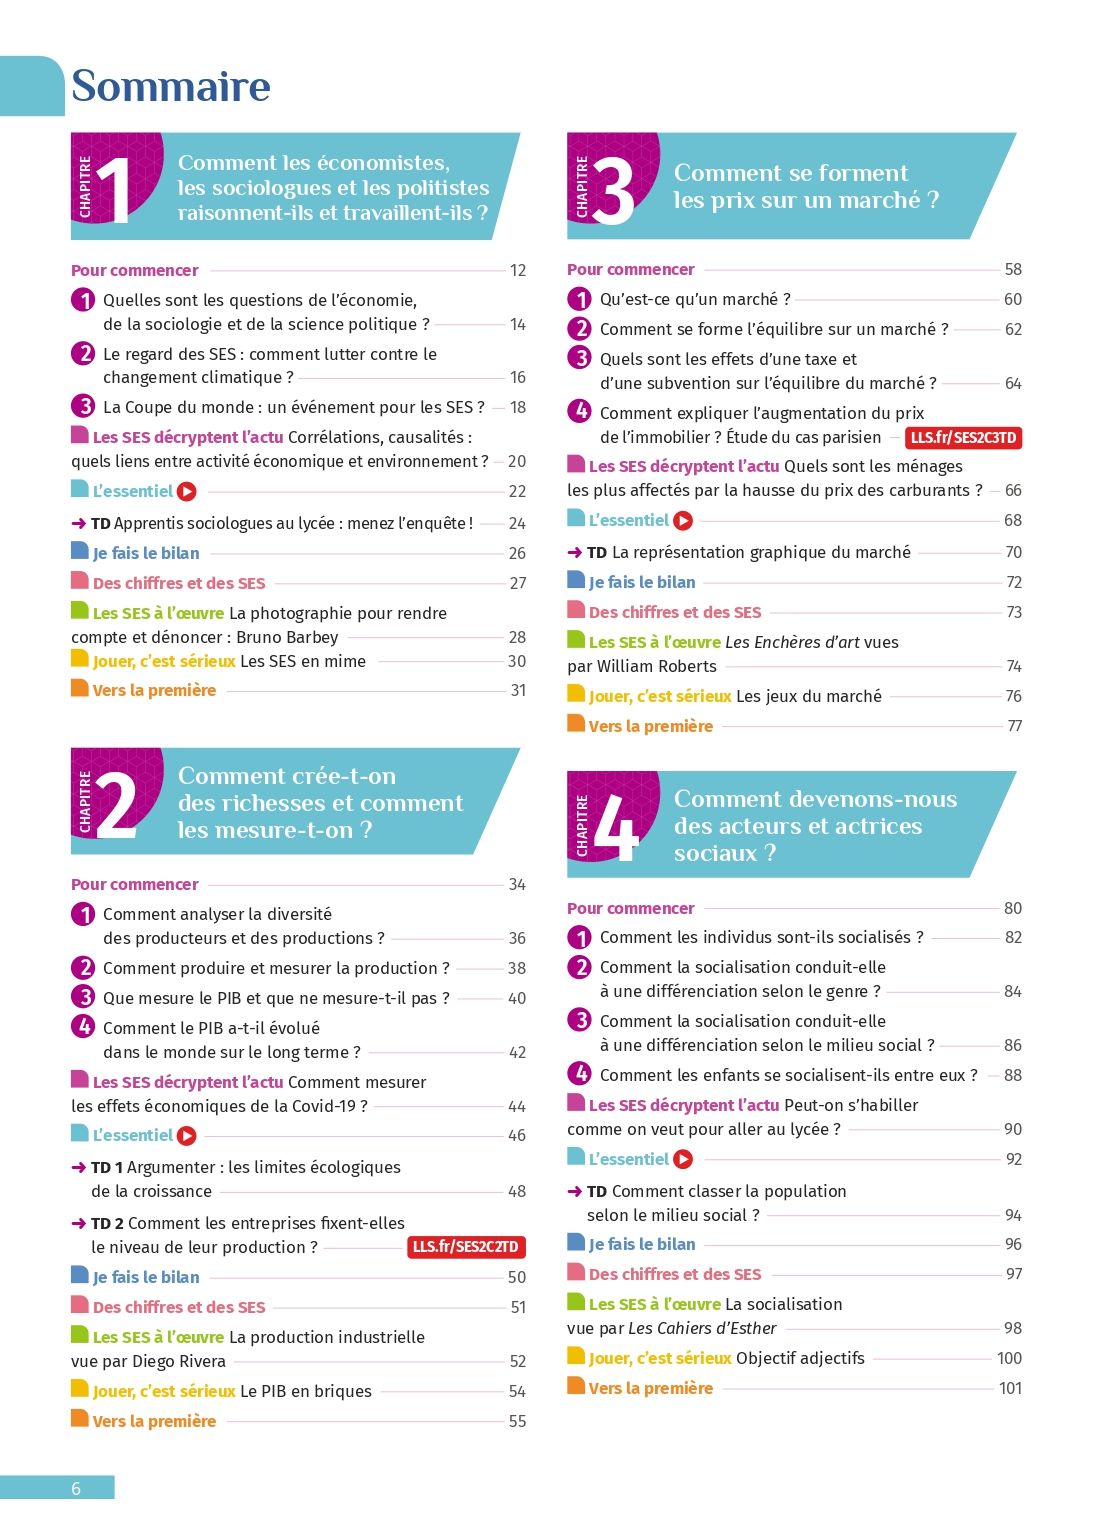 Sommaire
CHAPITRE 1
Comment les économistes,
les sociologues et les politistes
raisonnent-ils et travaillent-ils ?
Pour commencer 12
1 Quelles sont les questions de l’économie,
de la sociologie et de la science politique ? 14
2 Le regard des SES : comment lutter contre le
changement climatique ? 16
3 La Coupe du monde : un événement pour les SES ? 18
Les SES décryptent l’actu Corrélations, causalités :
quels liens entre activité économique et environnement ? 20
L’essentiel 22
➜ TD Apprentis sociologues au lycée : menez l’enquête ! 24
Je fais le bilan 26
Des chiffres et des SES 27
Les SES à l’œuvre La photographie pour rendre
compte et dénoncer : Bruno Barbey 28
Jouer, c’est sérieux Les SES en mime 30
Vers la première 31
CHAPITRE 2
Comment crée-t-on
des richesses et comment
les mesure-t-on ?
Pour commencer 34
1 Comment analyser la diversité
des producteurs et des productions ? 36
2 Comment produire et mesurer la production ? 38
3 Que mesure le PIB et que ne mesure-t-il pas ? 40
4 Comment le PIB a-t-il évolué
dans le monde sur le long terme ? 42
Les SES décryptent l’actu Comment mesurer
les effets économiques de la Covid-19 ? 44
L’essentiel 46
➜ TD 1 Argumenter : les limites écologiques
de la croissance 48
➜ TD 2 Comment les entreprises fixent-elles
le niveau de leur production ? LLS.fr/SES2C2TD
Je fais le bilan 50
Des chiffres et des SES 51
Les SES à l’œuvre La production industrielle
vue par Diego Rivera 52
Jouer, c’est sérieux Le PIB en briques 54
Vers la première 55
CHAPITRE 3
Comment se forment
les prix sur un marché ?
Pour commencer 58
1 Qu’est-ce qu’un marché ? 60
2 Comment se forme l’équilibre sur un marché ? 62
3 Quels sont les effets d’une taxe et
d’une subvention sur l’équilibre du marché ? 64
4 Comment expliquer l’augmentation du prix
de l’immobilier ? Étude du cas parisien LLS.fr/SES2C3TD
Les SES décryptent l’actu Quels sont les ménages
les plus affectés par la hausse du prix des carburants ? 66
L’essentiel 68
➜ TD La représentation graphique du marché 70
Je fais le bilan 72
Des chiffres et des SES 73
Les SES à l’œuvre Les Enchères d’art vues
par William Roberts 74
Jouer, c’est sérieux Les jeux du marché 76
Vers la première 77
CHAPITRE 4
Comment devenons-nous
des acteurs et actrices
sociaux ?
Pour commencer 80
1 Comment les individus sont-ils socialisés ? 82
2 Comment la socialisation conduit-elle
à une différenciation selon le genre ? 84
3 Comment la socialisation conduit-elle
à une différenciation selon le milieu social ? 86
4 Comment les enfants se socialisent-ils entre eux ? 88
Les SES décryptent l’actu Peut-on s’habiller
comme on veut pour aller au lycée ? 90
L’essentiel 92
➜ TD Comment classer la population
selon le milieu social ? 94
Je fais le bilan 96
Des chiffres et des SES 97
Les SES à l’œuvre La socialisation
vue par Les Cahiers d’Esther 98
Jouer, c’est sérieux Objectif adjectifs 100
Vers la première 101
6